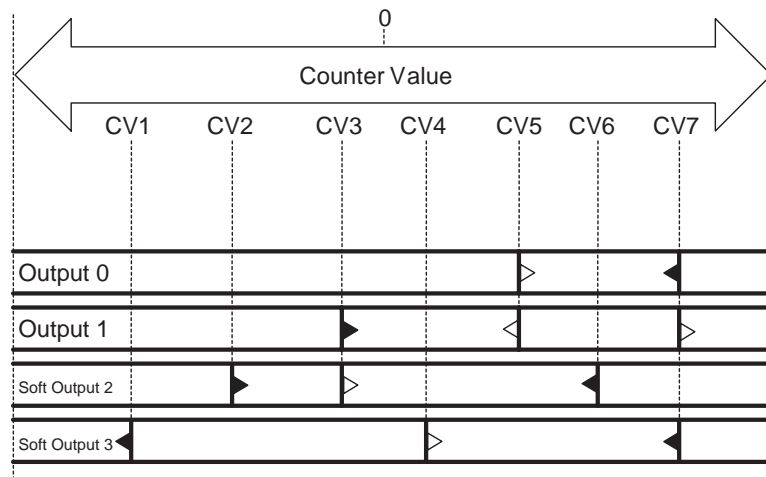 0
Counter Value
CV1 CV2 CV3 CV4 CV5 CV6 CV7
Output 0
Output 1
Soft Output 2
Soft Output 3